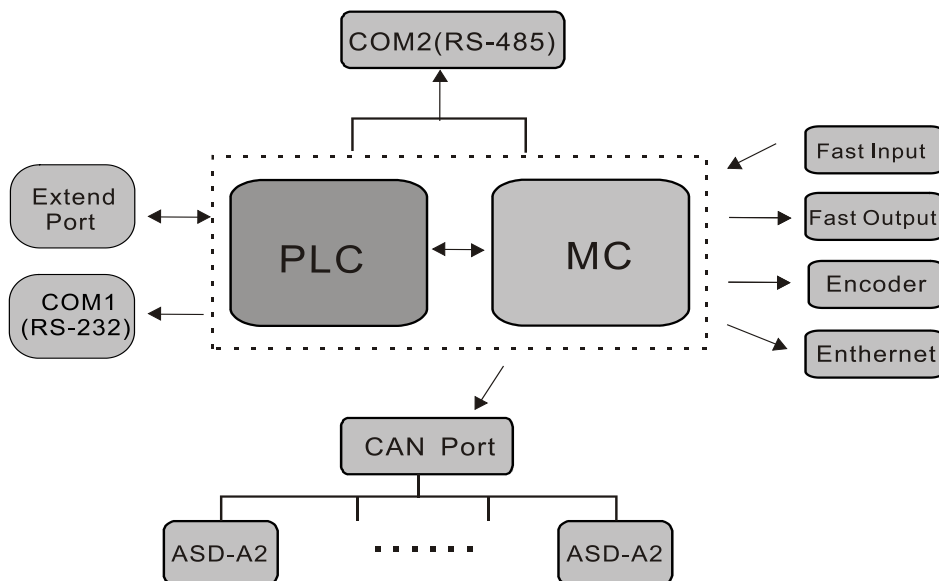 COM2(RS-485)
Fast Input
Extend
Port
Fast Output
PLC
MC
Encoder
COM1
(RS-232)
Enthernet
CAN Port
ASD-A2
ASD-A2